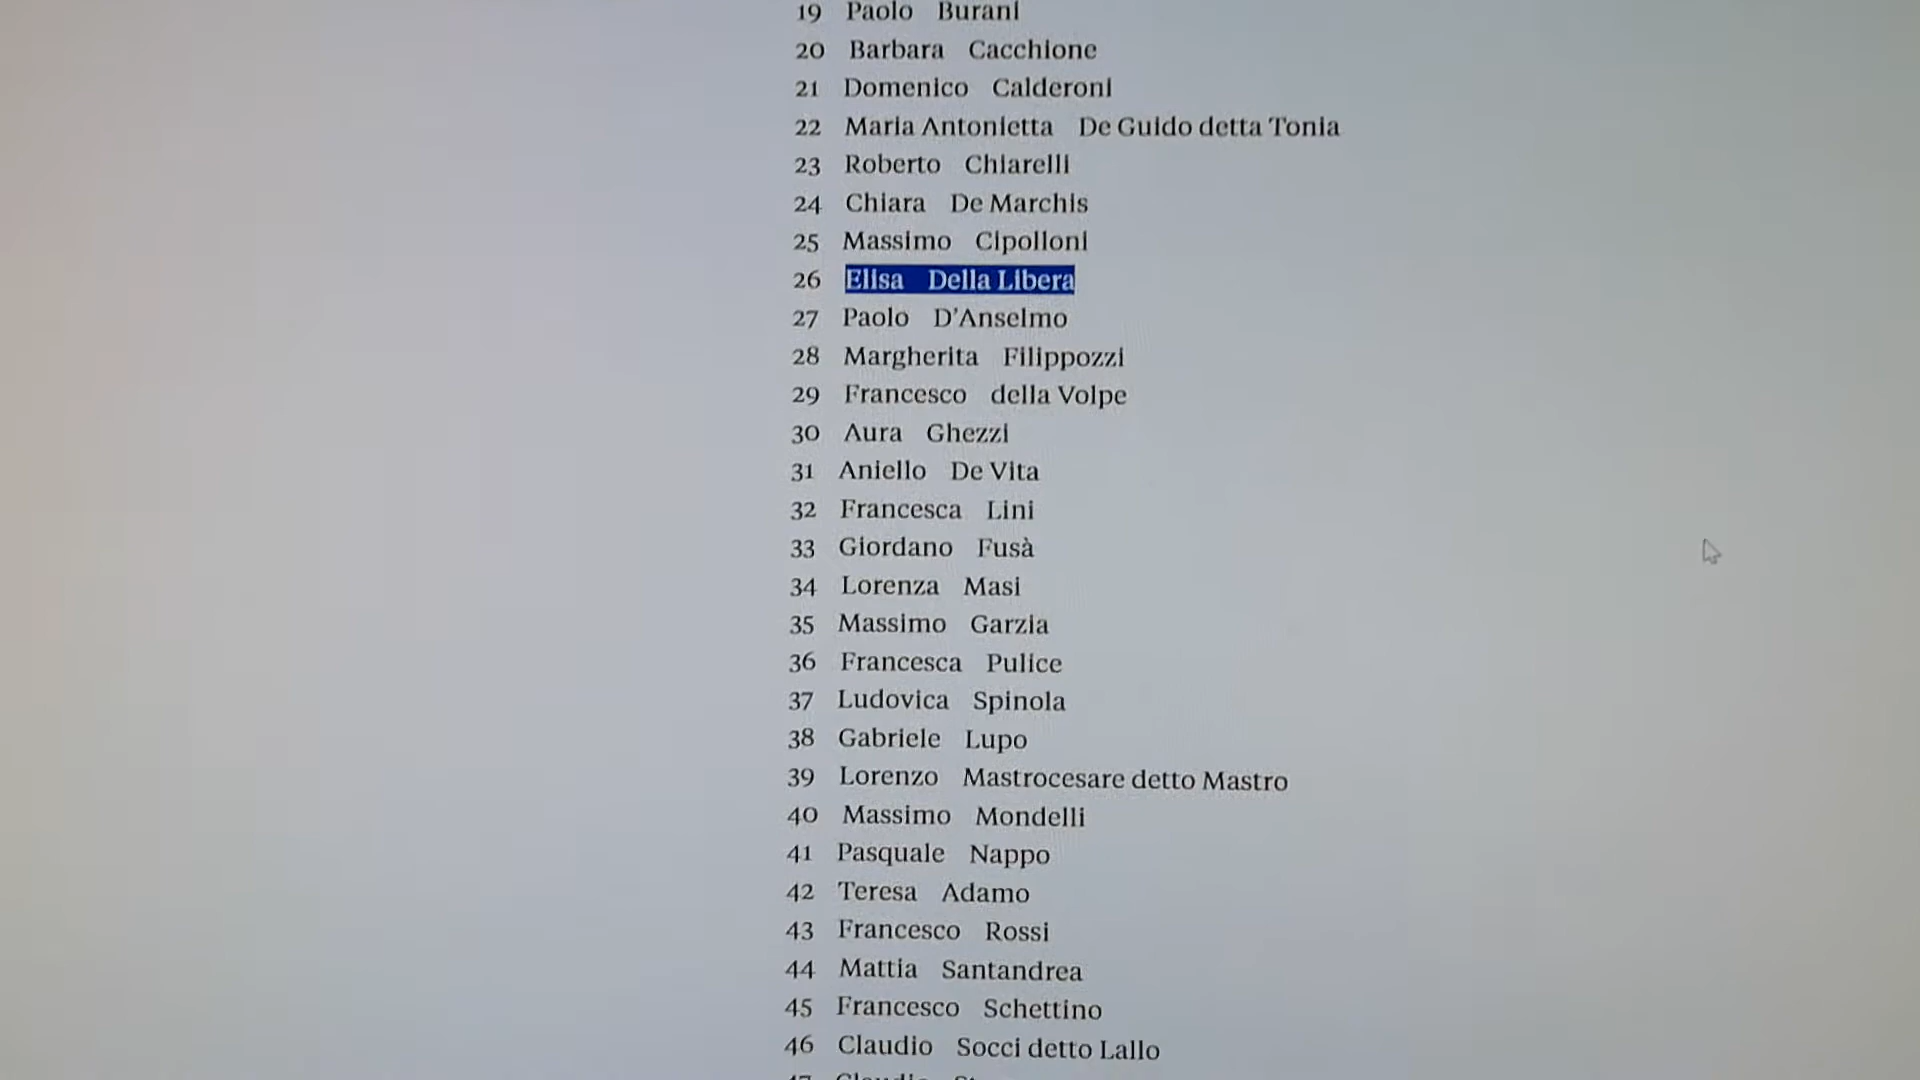 19 Paolo Burani
20 Barbara Cacchione
21 Domenico Calderoni
22 Maria Antonietta De Guido detta Tonia
23 Roberto Chiarelli
24 Chiara De Marchis
25 Massimo Cipolloni
26 Elisa Della Libera
27 Paolo D’Anselmo
28 Margherita Filippozzi
29 Francesco della Volpe
30 Aura Ghezzi
31 Aniello De Vita
32 Francesca Lini
33 Giordano Fusà
34 Lorenza Masi
35 Massimo Garzia
36 Francesca Pulice
37 Ludovica Spinola
38 Gabriele Lupo
39 Lorenzo Mastrocesare detto Mastro
40 Massimo Mondelli
41 Pasquale Nappo
42 Teresa Adamo
43 Francesco Rossi
44 Mattia Santandrea
45 Francesco Schettino
46 Claudio Socci detto Lallo